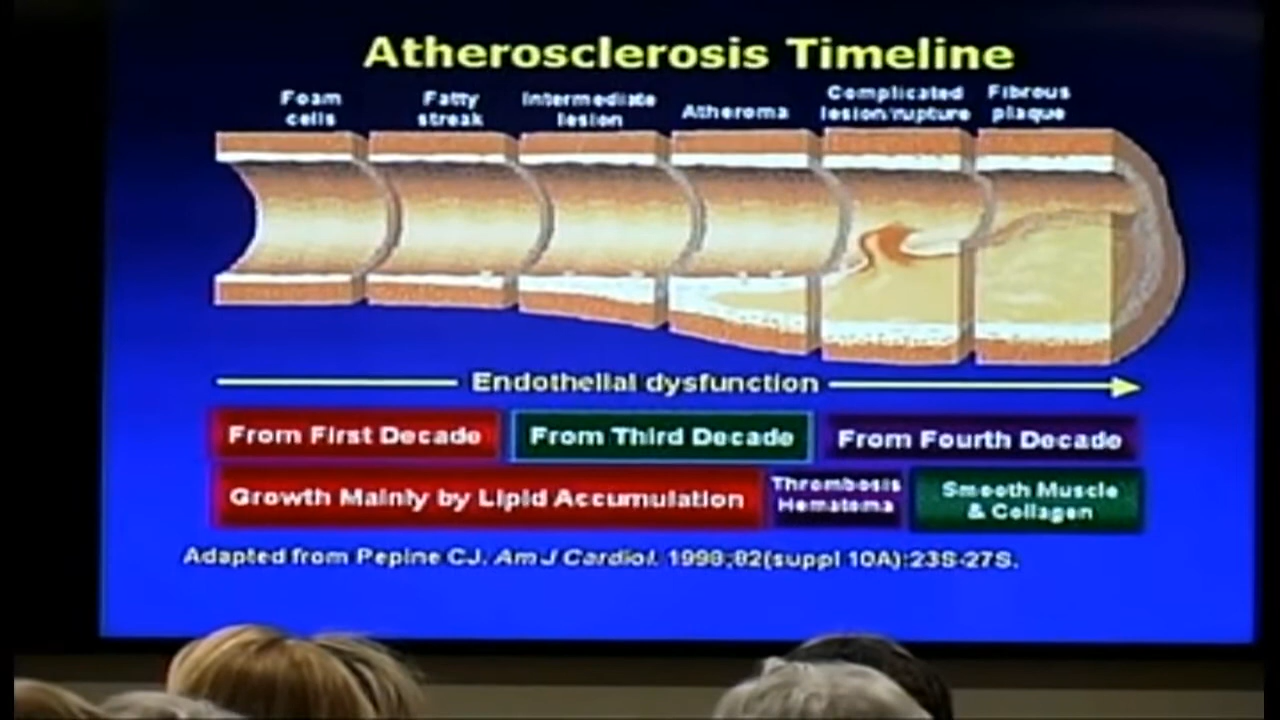 Atherosclerosis Timeline
Foam cells
Fatty streak
Intermediate lesion
Atheroma
Complicated lesion/rupture
Fibrous plaque
Endothelial dysfunction
From First Decade
From Third Decade
From Fourth Decade
Growth Mainly by Lipid Accumulation
Thrombosis Hematoma
Smooth Muscle & Collagen
Adapted from Pepine CJ. Am J Cardiol. 1998;82(suppl 10A):23S-27S.